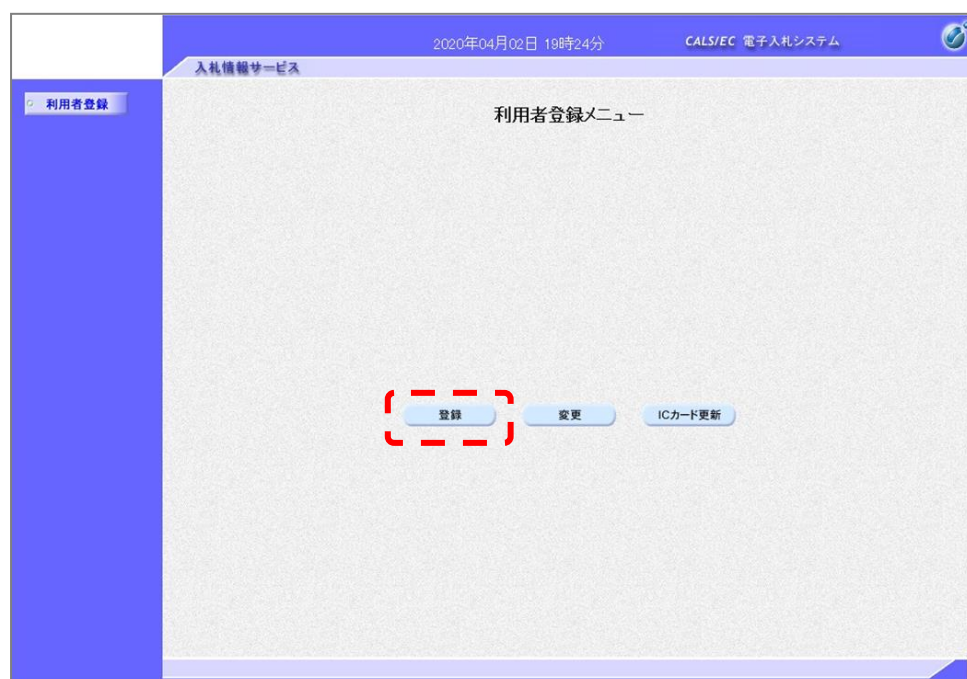 2020年04月02日 19時24分 CALS/EC 電子入札システム
入札情報サービス
利用者登録
利用者登録メニュー
登録 変更 ICカード更新